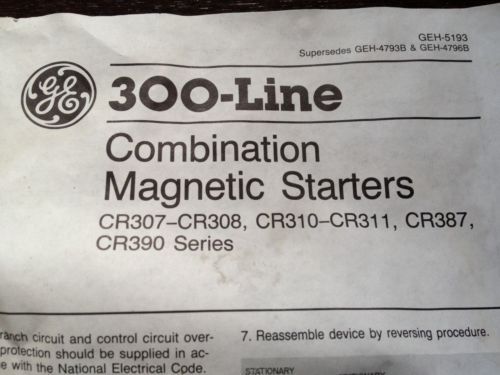 GEH-5193
Supersedes GEH-4793B & GEH-4796B
GE
300-Line
Combination
Magnetic Starters
CR307-CR308, CR310-CR311, CR387,
CR390 Series
ranch circuit and control circuit over-
protection should be supplied in ac-
e with the National Electrical Code.
7. Reassemble device by reversing procedure.
STATIONARY